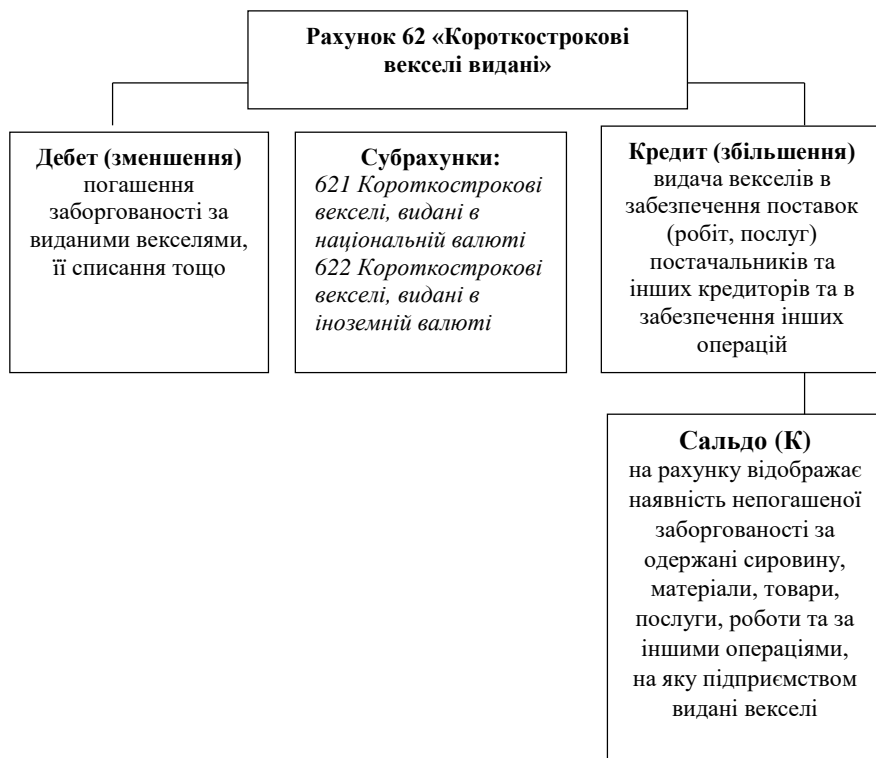 Рахунок 62 «Короткострокові
векселі видані»
Дебет (зменшення)
погашення
заборгованості за
виданими векселями,
її списання тощо
Субрахунки:
621 Короткострокові
векселі, видані в
національній валюті
622 Короткострокові
векселі, видані в
іноземній валюті
Кредит (збільшення)
видача векселів в
забезпечення поставок
(робіт, послуг)
постачальників та
інших кредиторів та в
забезпечення інших
операцій
Сальдо (К)
на рахунку відображає
наявність непогашеної
заборгованості за
одержані сировину,
матеріали, товари,
послуги, роботи та за
іншими операціями,
на яку підприємством
видані векселі